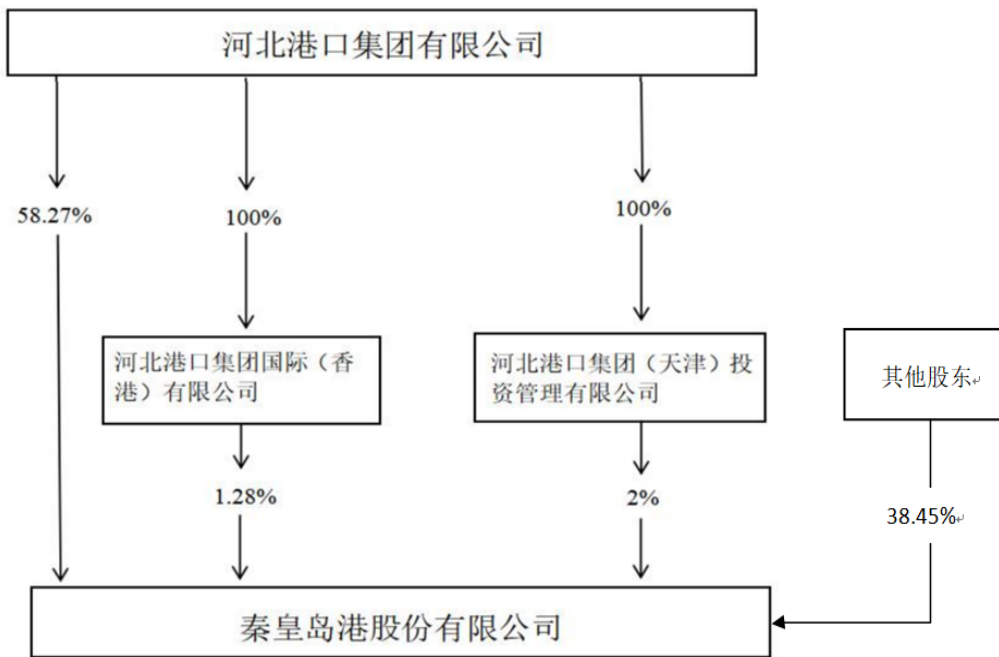 河北港口集团有限公司
58.27%
100%
100%
河北港口集团国际（香
港）有限公司
河北港口集团（天津）投
资管理有限公司
其他股东
1.28%
2%
38.45%
秦皇岛港股份有限公司